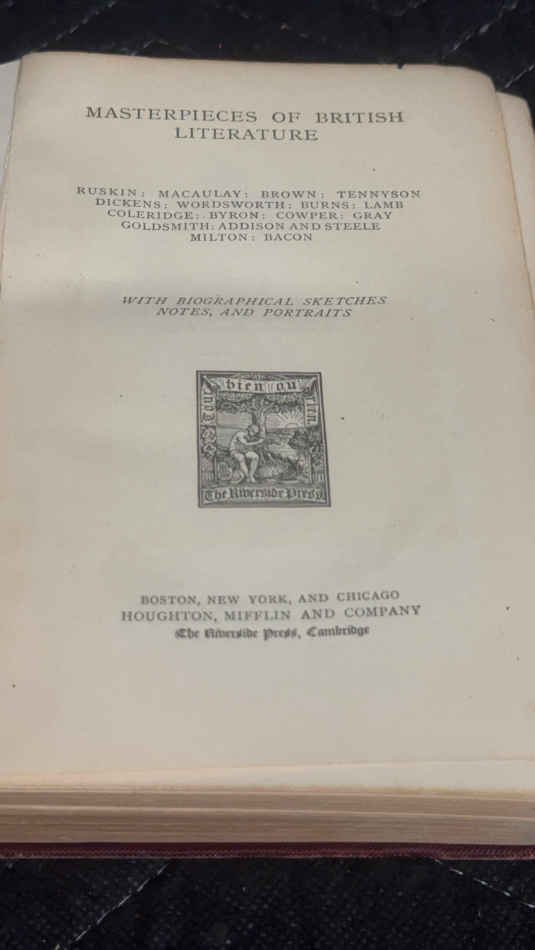 MASTERPIECES OF BRITISH
LITERATURE
RUSKIN: MACAULAY: BROWN: TENNYSON
DICKENS: WORDSWORTH: BURNS: LAMB
COLERIDGE: BYRON: COWPER: GRAY
GOLDSMITH: ADDISON AND STEELE
MILTON: BACON
WITH BIOGRAPHICAL SKETCHES
NOTES, AND PORTRAITS
bien ou
rien
The Riverside Press
BOSTON, NEW YORK, AND CHICAGO
HOUGHTON, MIFFLIN AND COMPANY
The Riverside Press, Cambridge